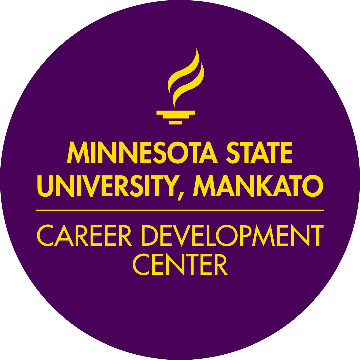 MINNESOTA STATE
UNIVERSITY, MANKATO
CAREER DEVELOPMENT
CENTER